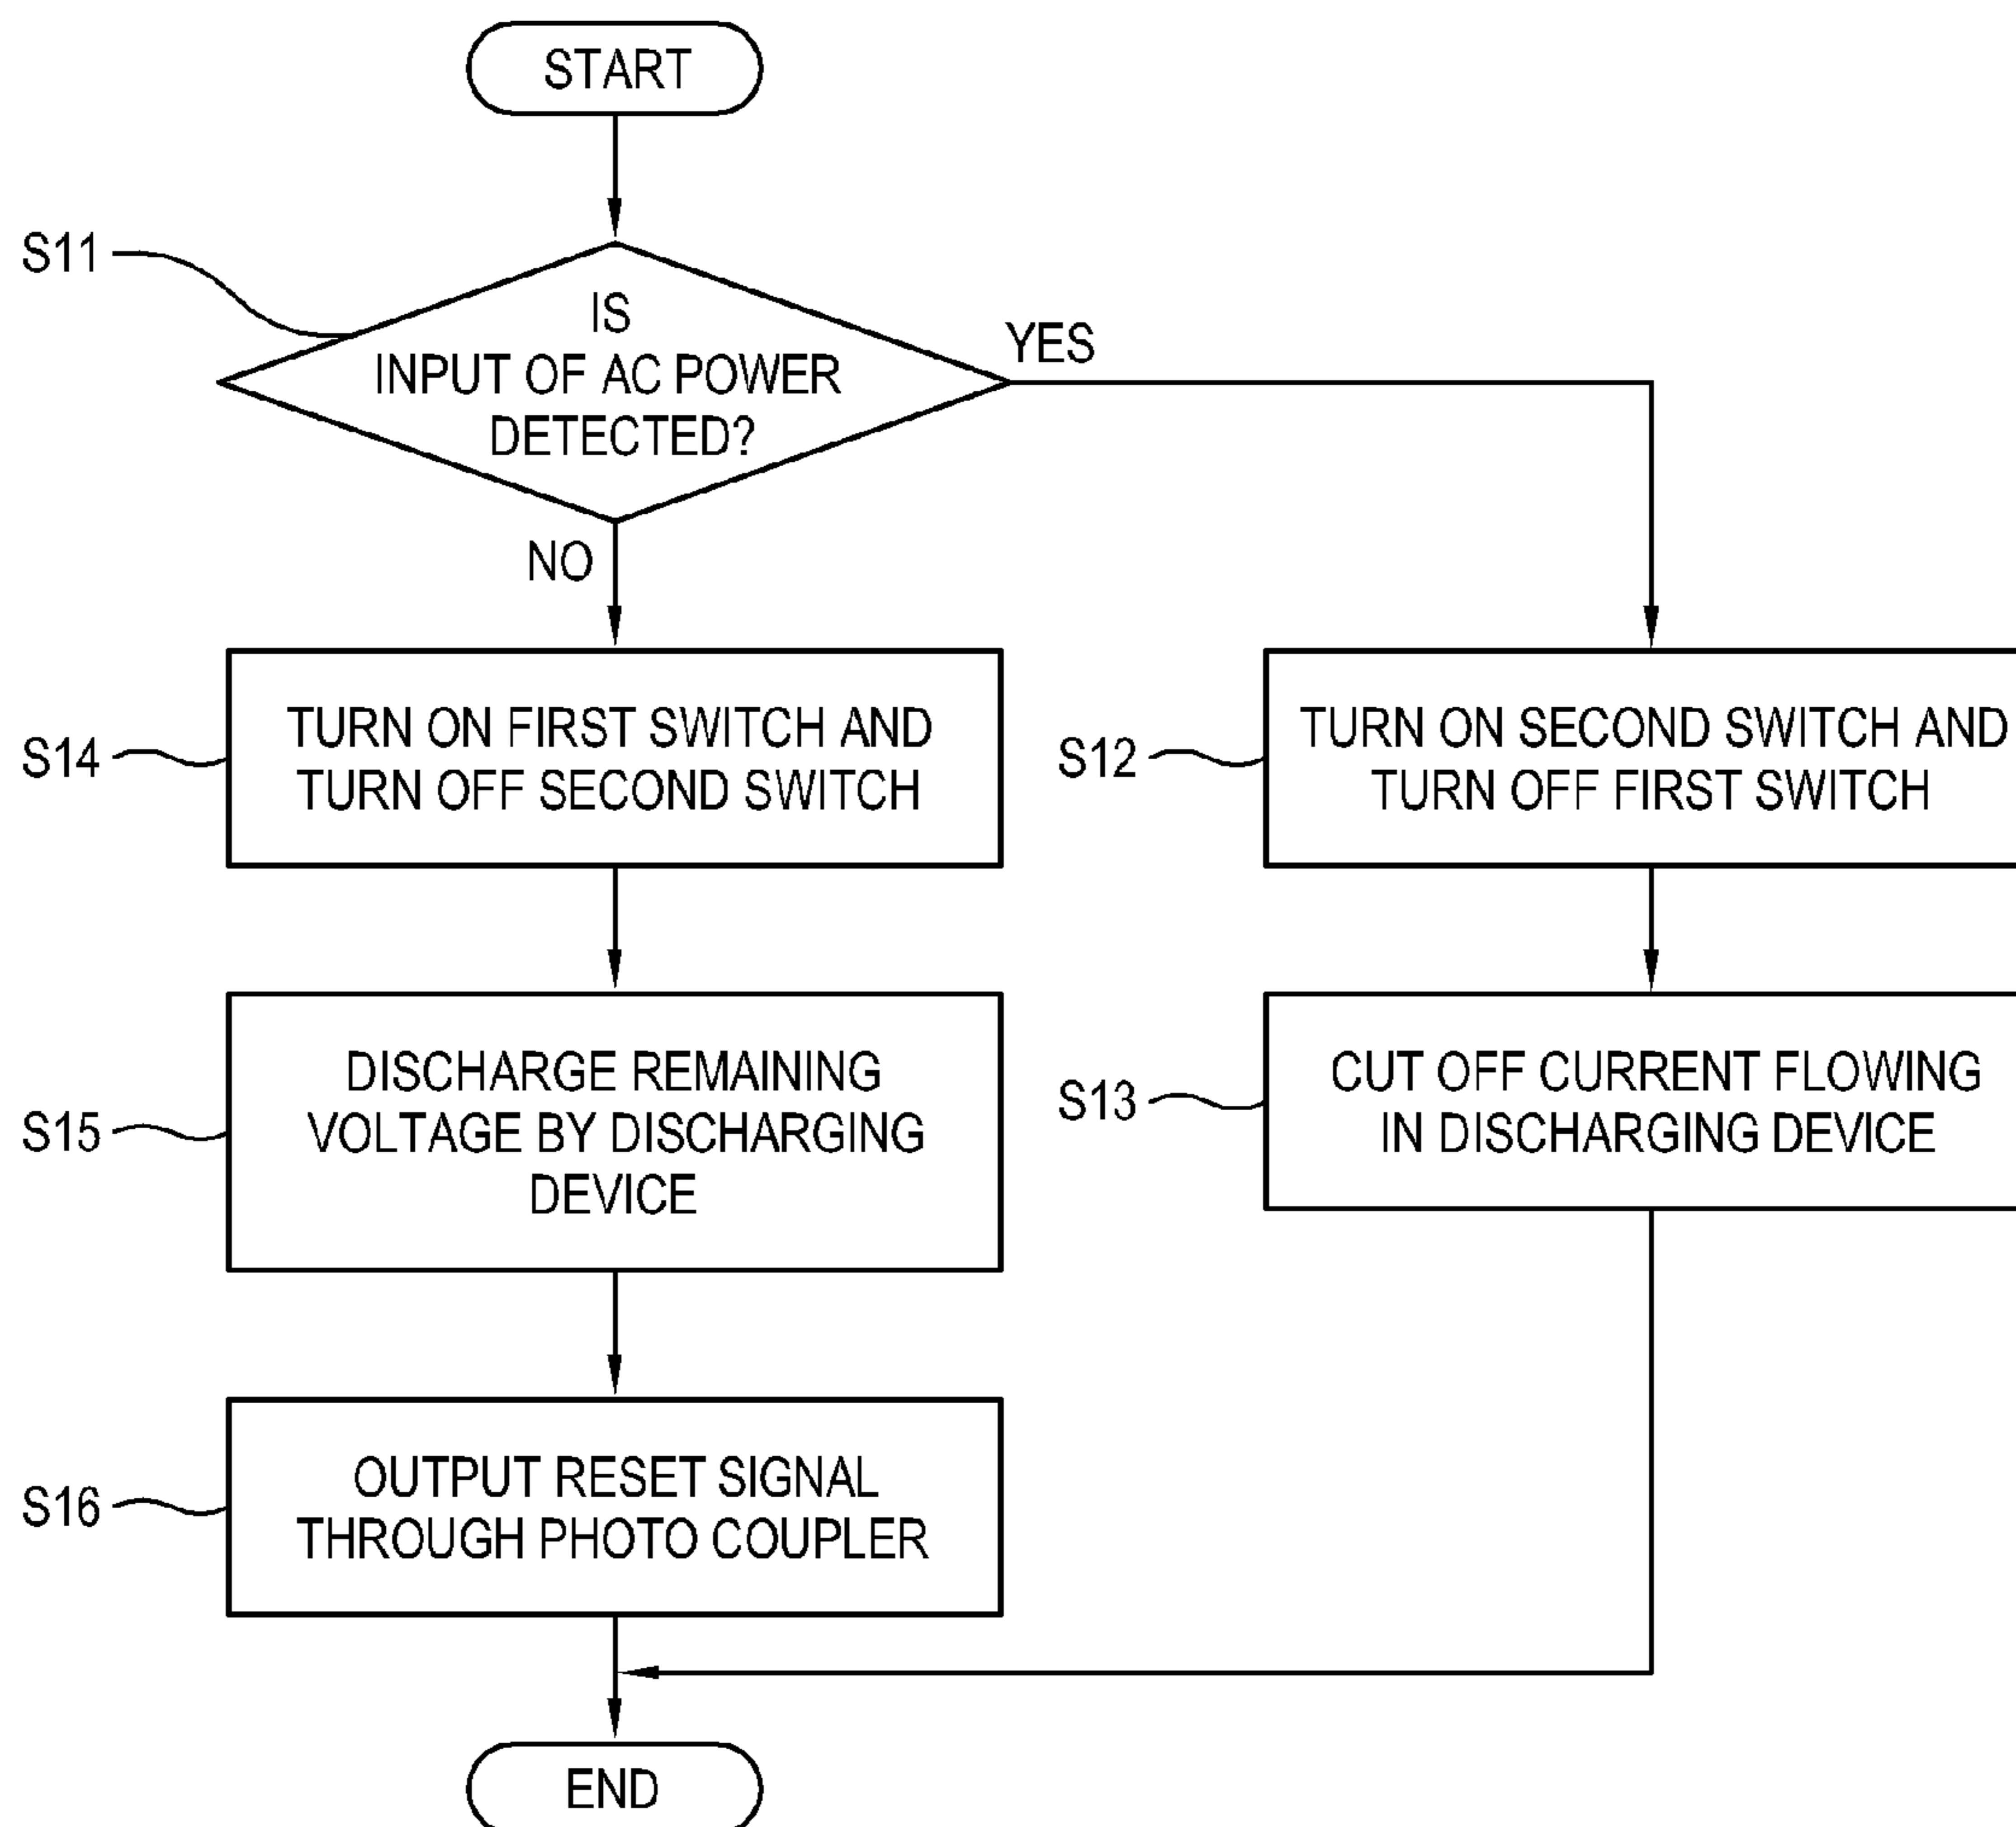 START
S11
IS
INPUT OF AC POWER
DETECTED?
YES
NO
S14
TURN ON FIRST SWITCH AND
TURN OFF SECOND SWITCH
S12
TURN ON SECOND SWITCH AND
TURN OFF FIRST SWITCH
S15
DISCHARGE REMAINING
VOLTAGE BY DISCHARGING
DEVICE
S13
CUT OFF CURRENT FLOWING
IN DISCHARGING DEVICE
S16
OUTPUT RESET SIGNAL
THROUGH PHOTO COUPLER
END